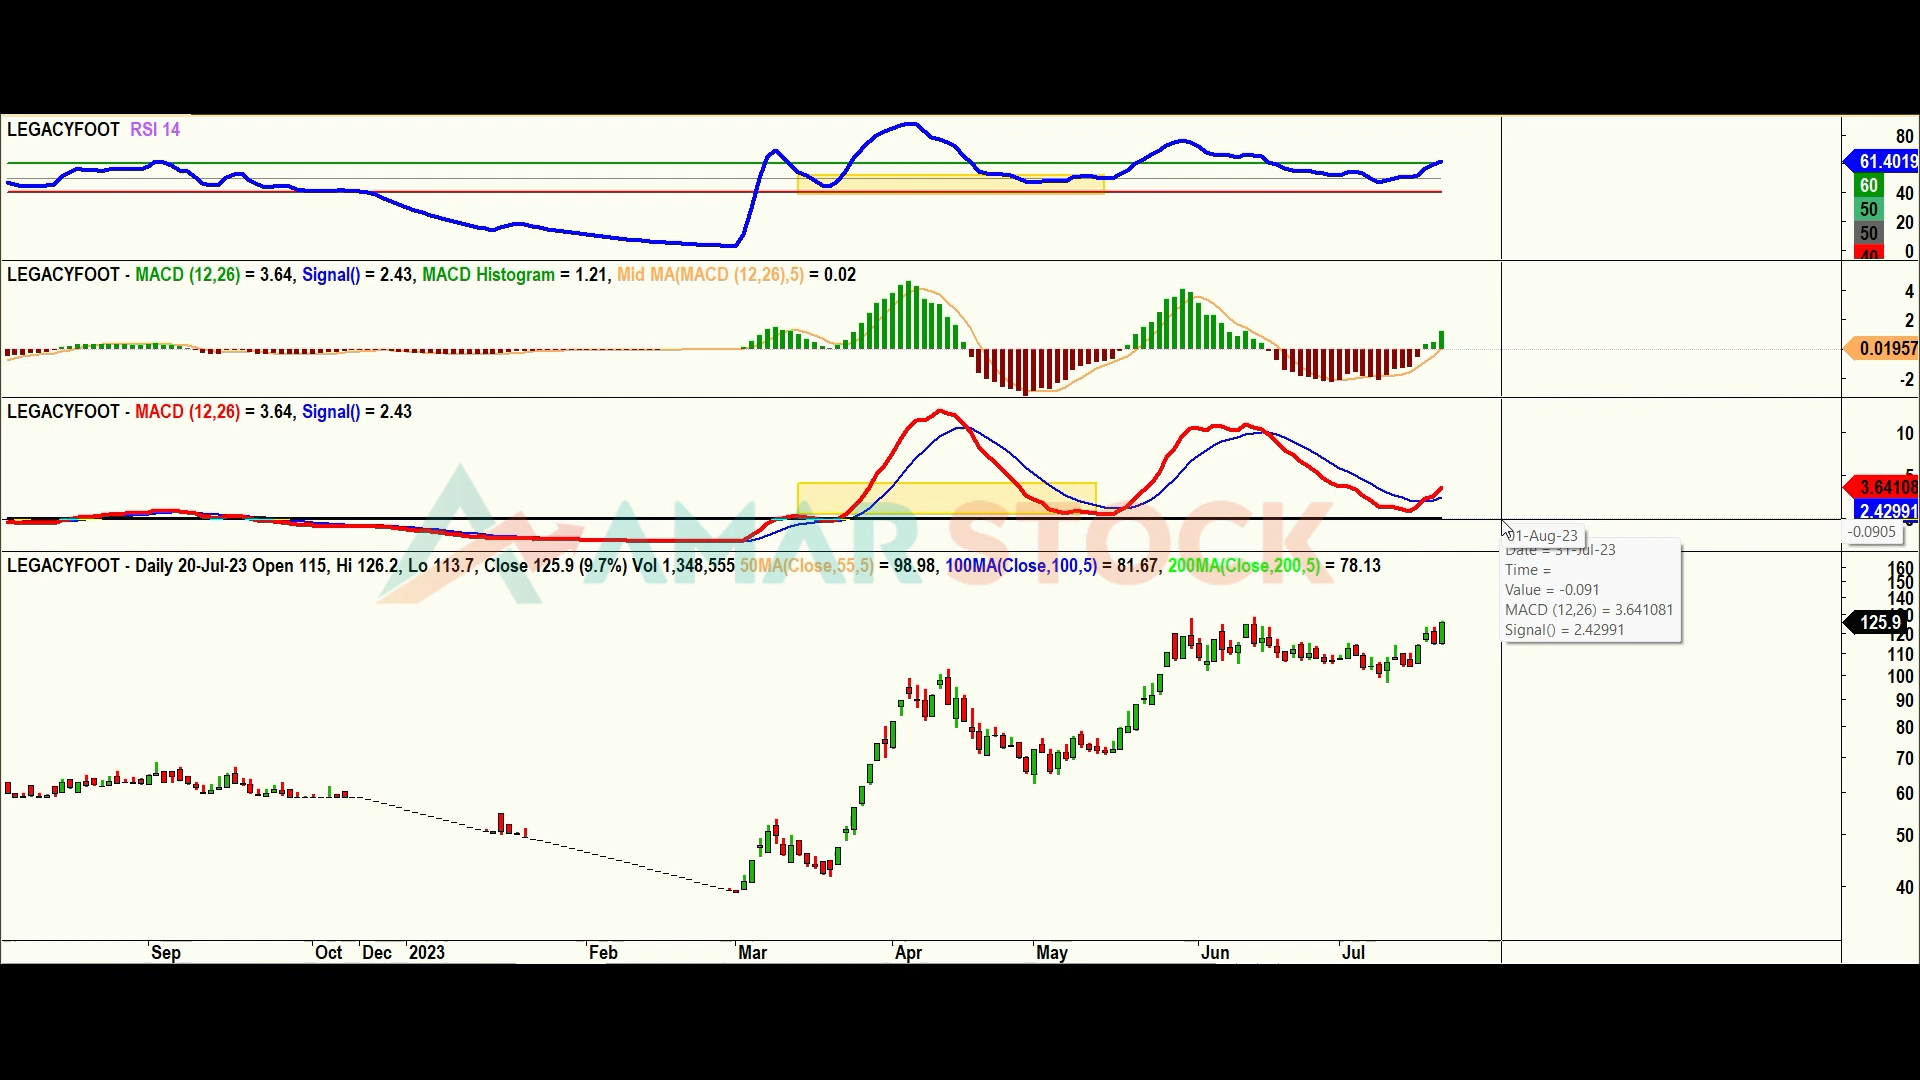 LEGACYFOOT RSI 14
80
61.4019
60
50
40
20
50
0
40
LEGACYFOOT - MACD (12,26) = 3.64, Signal() = 2.43, MACD Histogram = 1.21, Mid MA(MACD (12,26),5) = 0.02
4
2
0.01957
-2
LEGACYFOOT - MACD (12,26) = 3.64, Signal() = 2.43
10
5
3.64108
2.42991
-0.0905
AMAR STOCK
01-Aug-23
Date = 31-Jul-23
Time =
Value = -0.091
MACD (12,26) = 3.641081
Signal() = 2.42991
LEGACYFOOT - Daily 20-Jul-23 Open 115, Hi 126.2, Lo 113.7, Close 125.9 (9.7%) Vol 1,348,555 50MA(Close,55,5) = 98.98, 100MA(Close,100,5) = 81.67, 200MA(Close,200,5) = 78.13
160
150
140
125.9
120
110
100
90
80
70
60
50
40
Sep Oct Dec 2023 Feb Mar Apr May Jun Jul